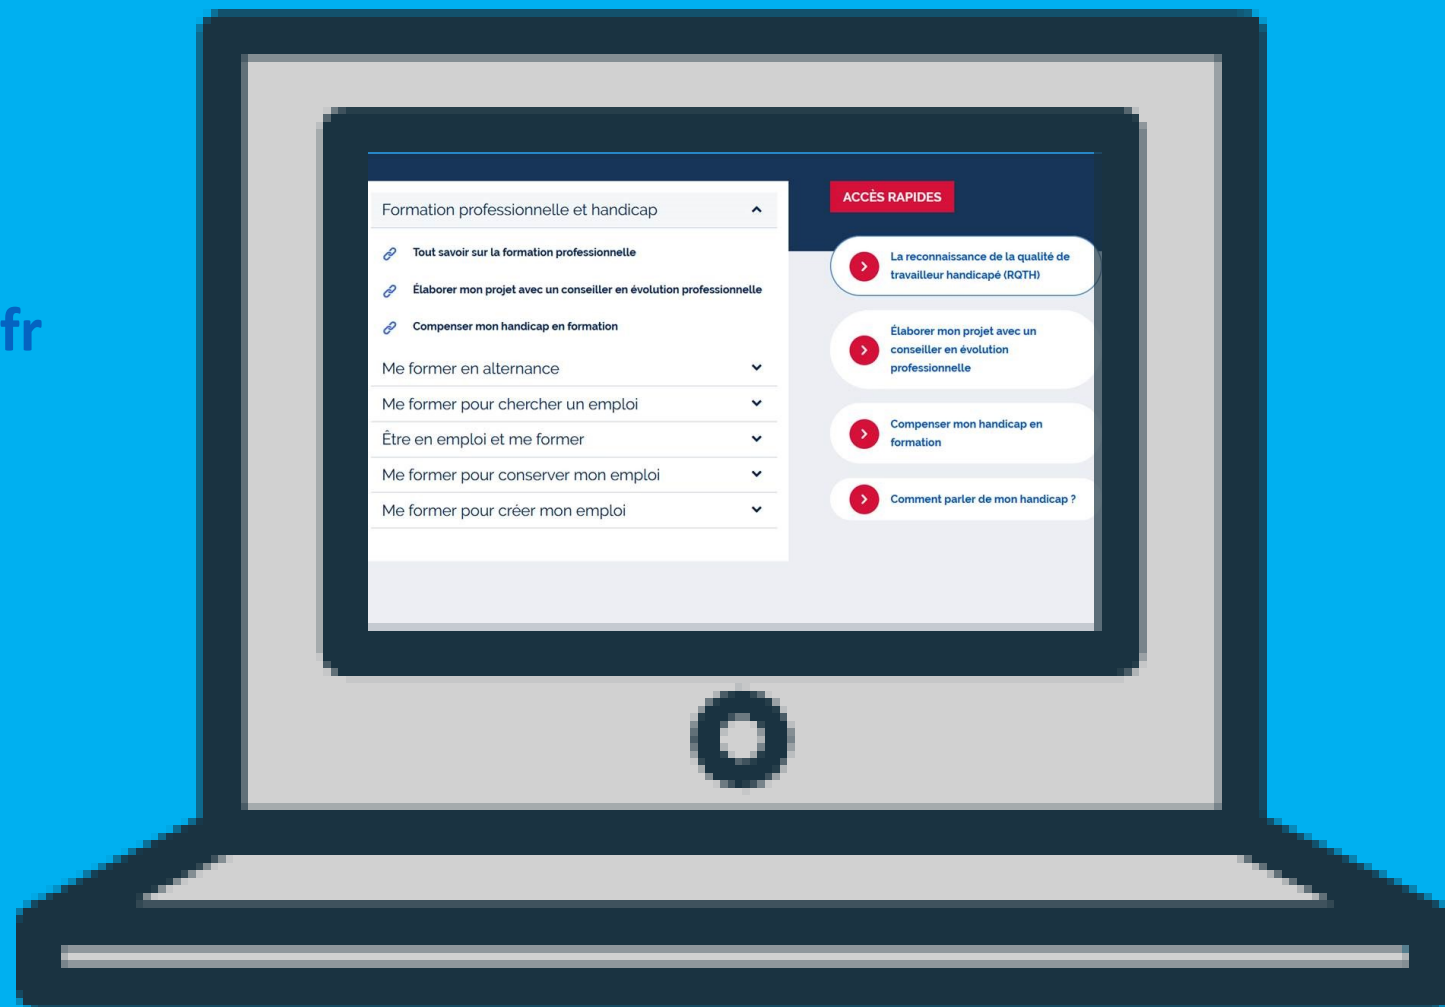 fr
Formation professionnelle et handicap
Tout savoir sur la formation professionnelle
Élaborer mon projet avec un conseiller en évolution professionnelle
Compenser mon handicap en formation
Me former en alternance
Me former pour chercher un emploi
Être en emploi et me former
Me former pour conserver mon emploi
Me former pour créer mon emploi
ACCÈS RAPIDES
La reconnaissance de la qualité de
travailleur handicapé (RQTH)
Élaborer mon projet avec un
conseiller en évolution
professionnelle
Compenser mon handicap en
formation
Comment parler de mon handicap ?